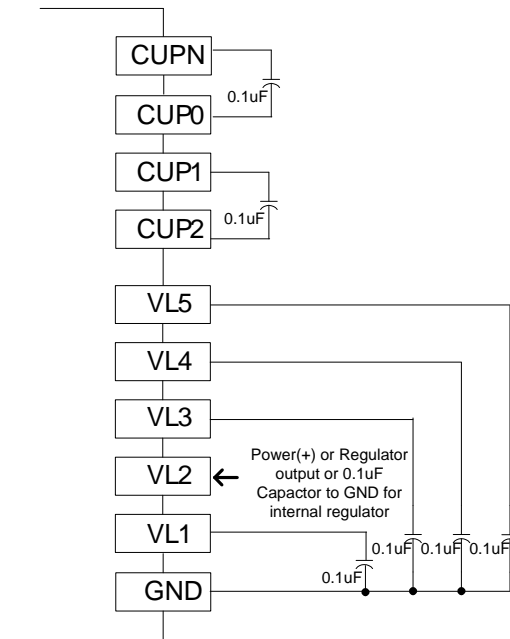 CUPN
0.1uF
CUP0
CUP1
0.1uF
CUP2
VL5
VL4
VL3
Power(+) or Regulator
output or 0.1uF
Capactor to GND for
internal regulator
VL2
VL1
0.1uF 0.1uF 0.1uF
0.1uF
GND